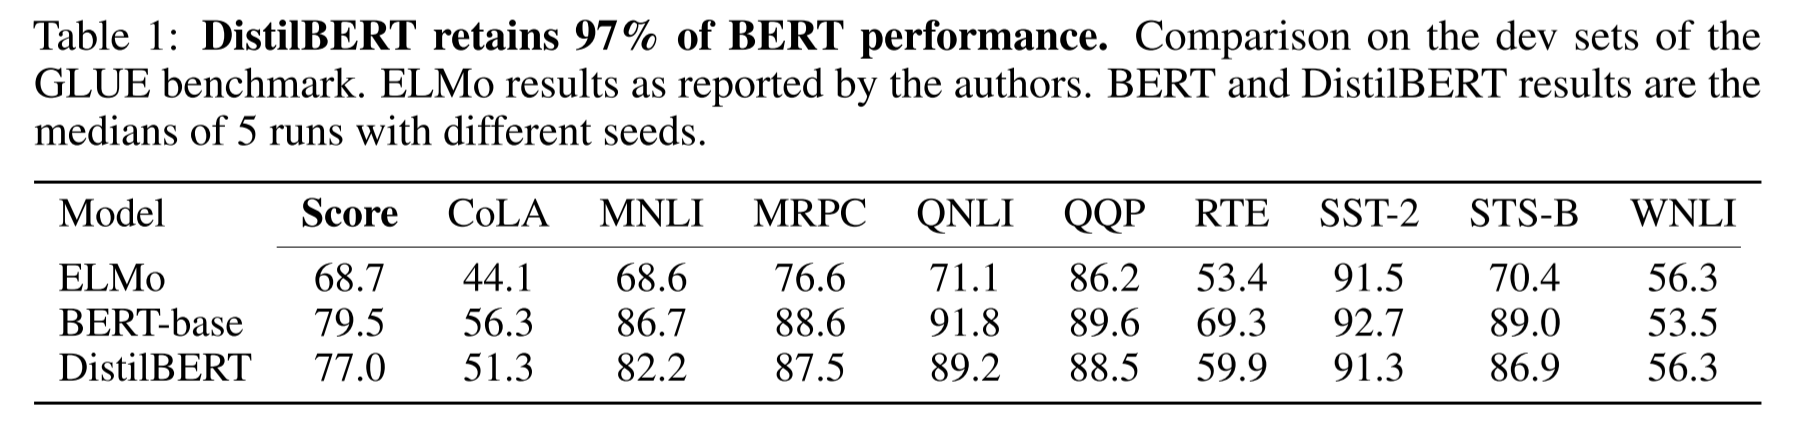 Table 1: DistilBERT retains 97% of BERT performance. Comparison on the dev sets of the
GLUE benchmark. ELMo results as reported by the authors. BERT and DistilBERT results are the
medians of 5 runs with different seeds.
Model Score CoLA MNLI MRPC QNLI QQP RTE SST-2 STS-B WNLI
ELMo 68.7 44.1 68.6 76.6 71.1 86.2 53.4 91.5 70.4 56.3
BERT-base 79.5 56.3 86.7 88.6 91.8 89.6 69.3 92.7 89.0 53.5
DistilBERT 77.0 51.3 82.2 87.5 89.2 88.5 59.9 91.3 86.9 56.3